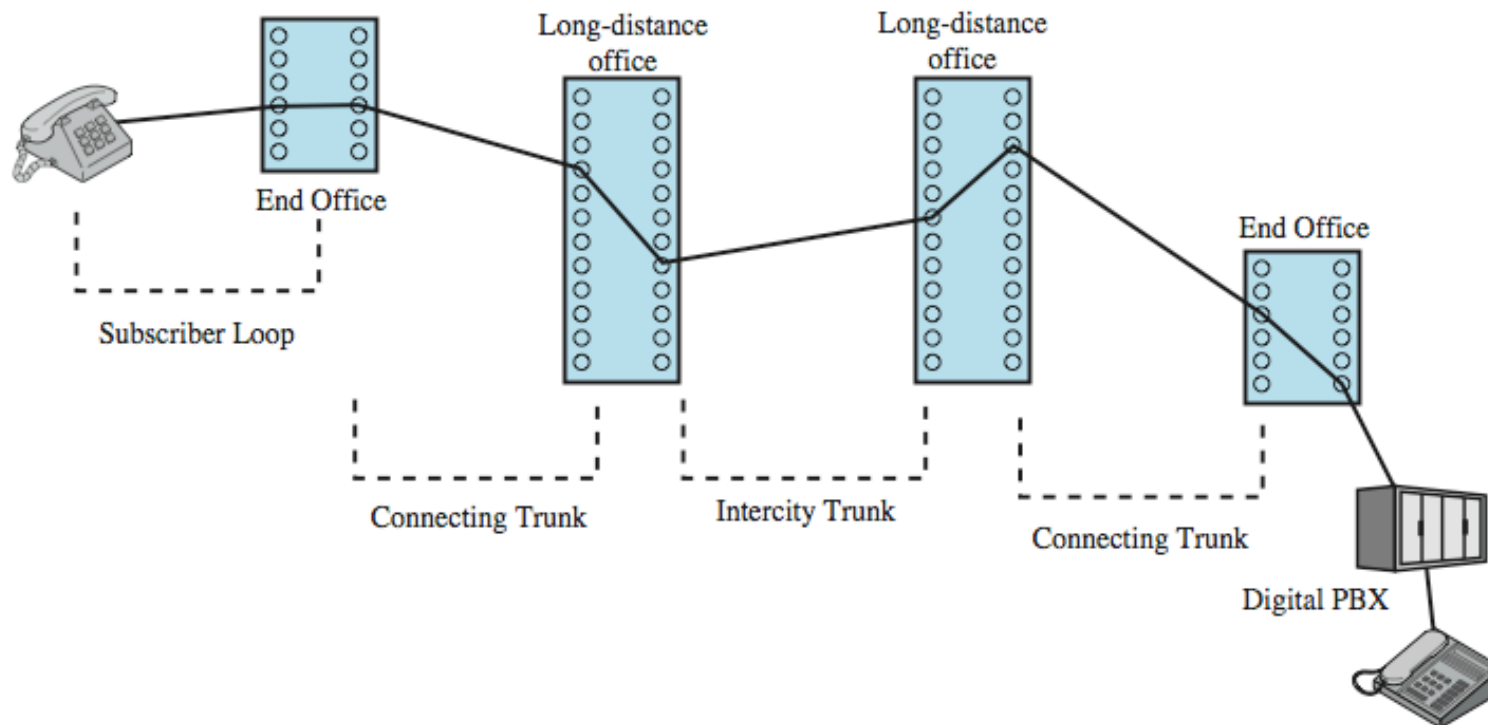 Long-distance
office
Long-distance
office
End Office
End Office
Subscriber Loop
Connecting Trunk
Intercity Trunk
Connecting Trunk
Digital PBX